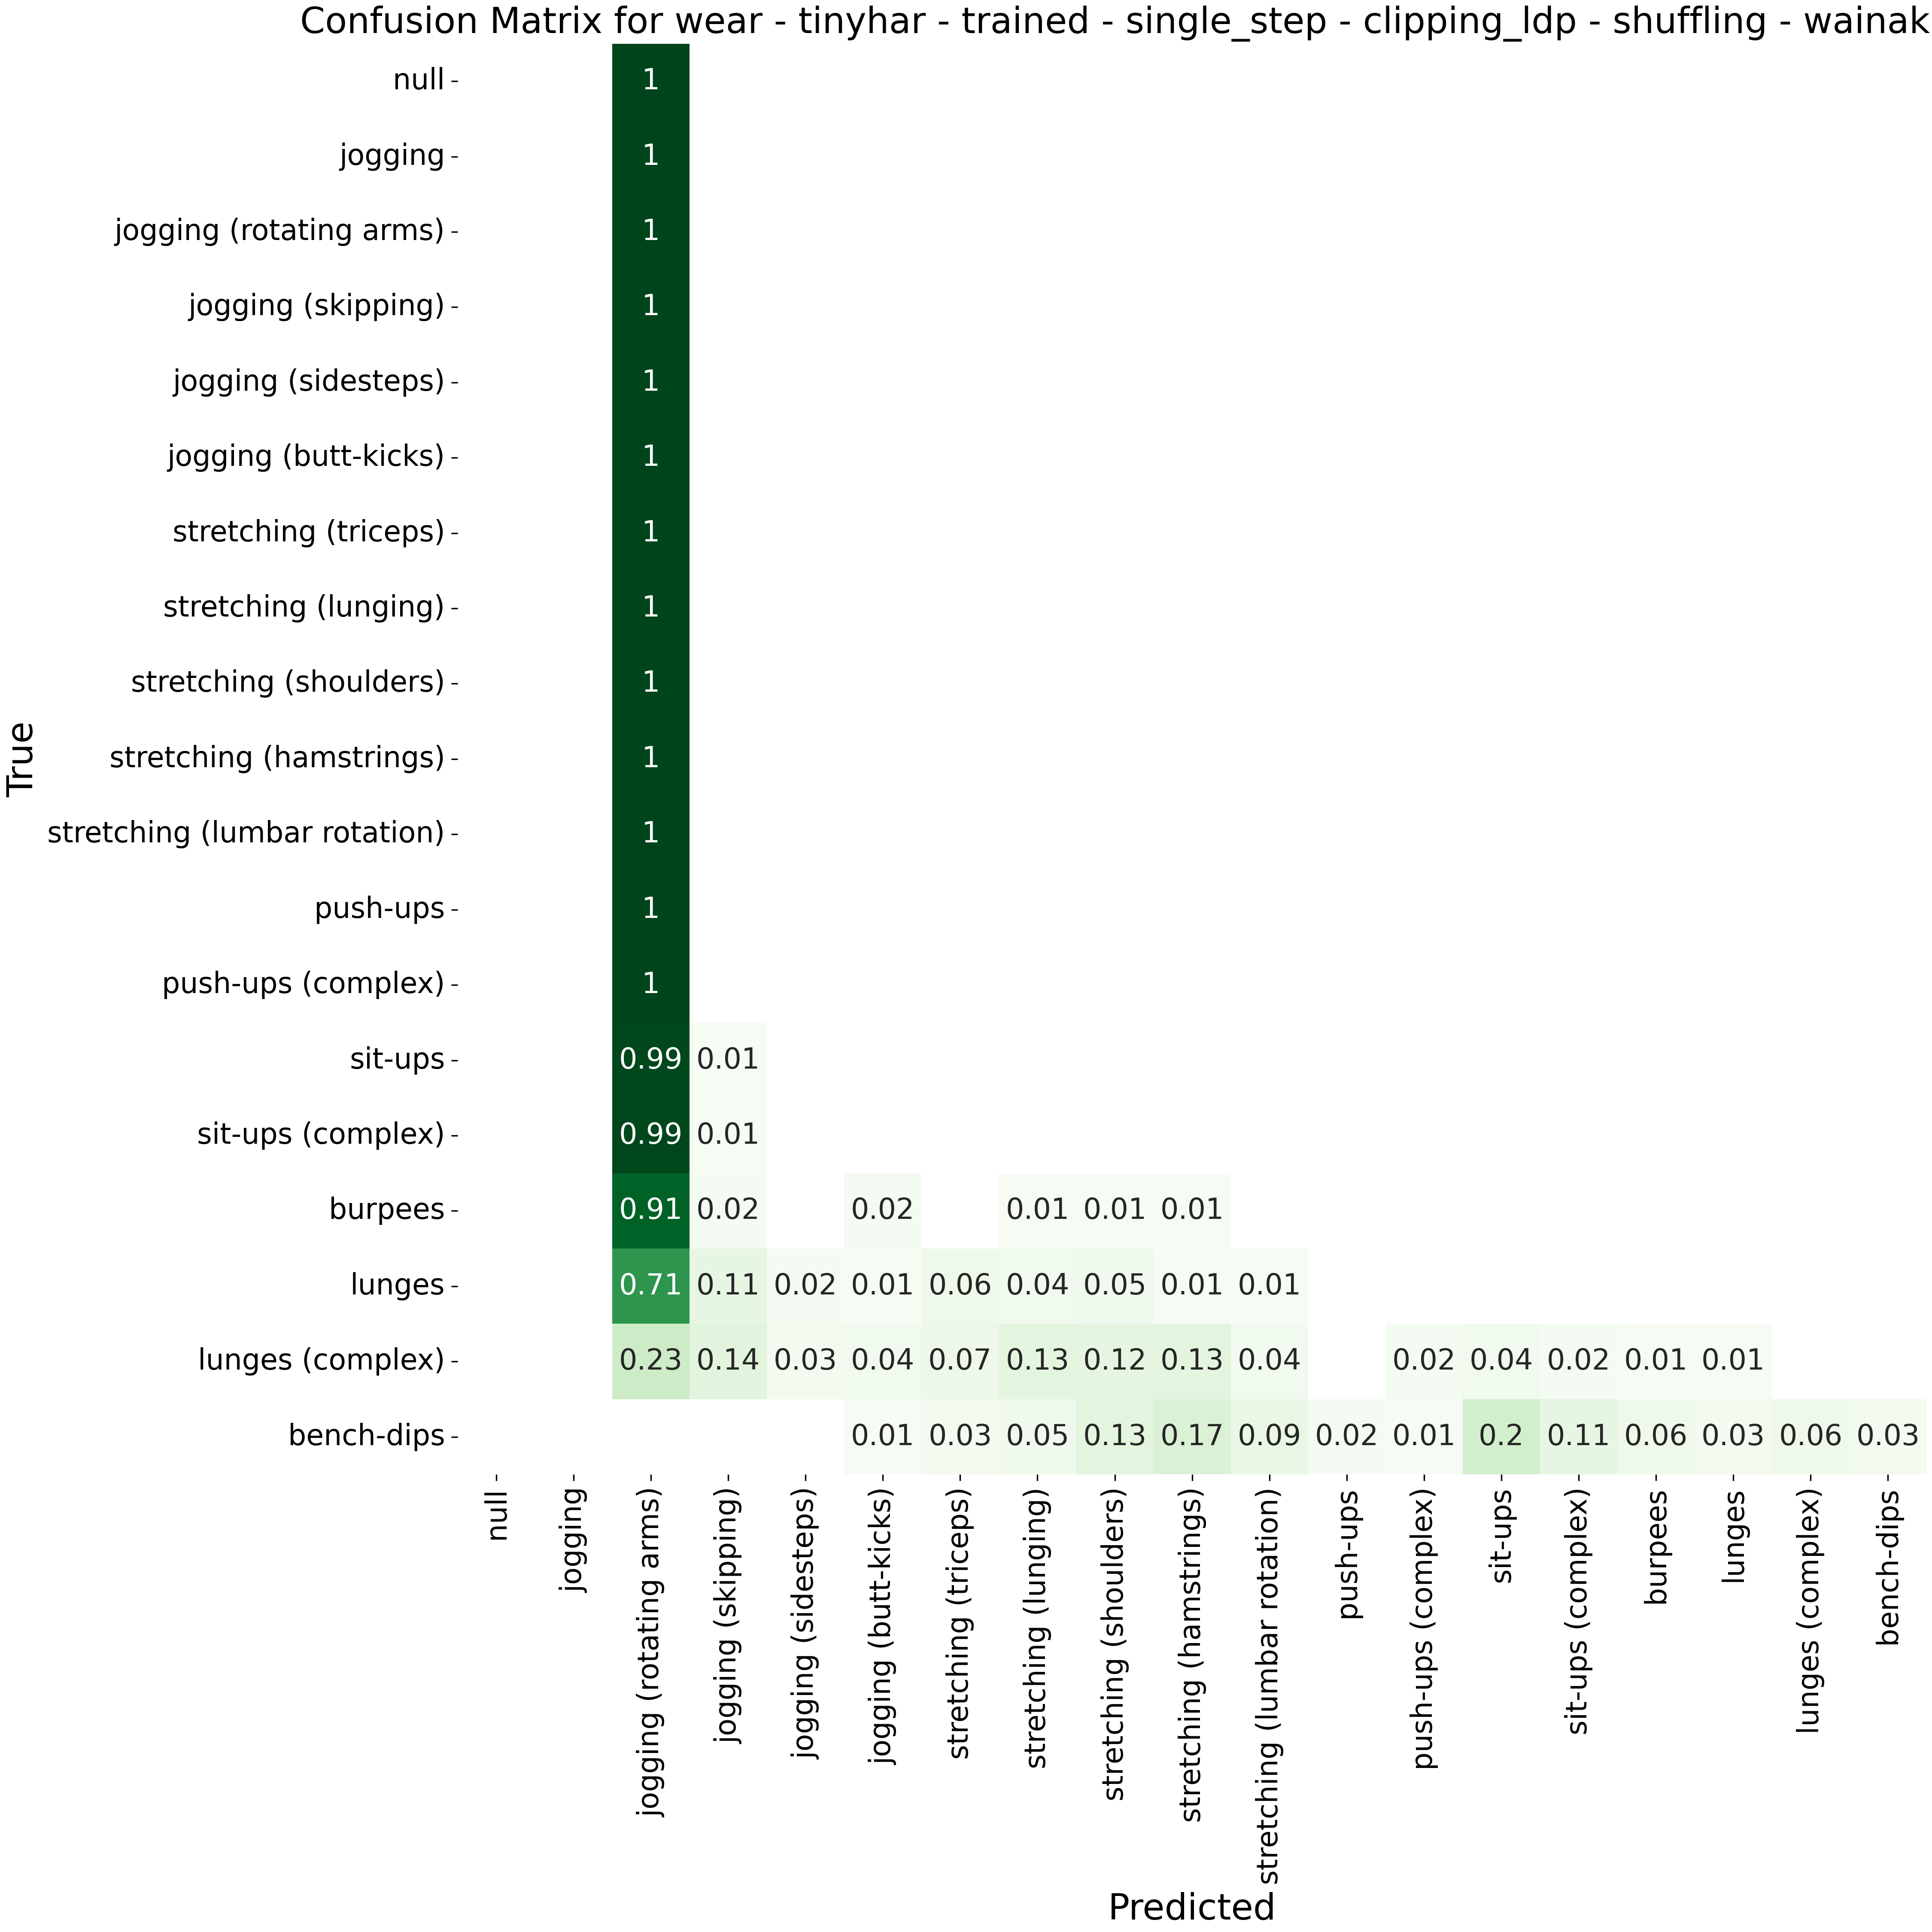 Confusion Matrix for wear - tinyhar - trained - single_step - clipping_ldp - shuffling - wainak
True
null 1
jogging 1
jogging (rotating arms) 1
jogging (skipping) 1
jogging (sidesteps) 1
jogging (butt-kicks) 1
stretching (triceps) 1
stretching (lunging) 1
stretching (shoulders) 1
stretching (hamstrings) 1
stretching (lumbar rotation) 1
push-ups 1
push-ups (complex) 1
sit-ups 0.99 0.01
sit-ups (complex) 0.99 0.01
burpees 0.91 0.02 0.02 0.01 0.01 0.01
lunges 0.71 0.11 0.02 0.01 0.06 0.04 0.05 0.01 0.01
lunges (complex) 0.23 0.14 0.03 0.04 0.07 0.13 0.12 0.13 0.04 0.02 0.04 0.02 0.01 0.01
bench-dips 0.01 0.03 0.05 0.13 0.17 0.09 0.02 0.01 0.2 0.11 0.06 0.03 0.06 0.03
null
jogging
jogging (rotating arms)
jogging (skipping)
jogging (sidesteps)
jogging (butt-kicks)
stretching (triceps)
stretching (lunging)
stretching (shoulders)
stretching (hamstrings)
stretching (lumbar rotation)
push-ups
push-ups (complex)
sit-ups
sit-ups (complex)
burpees
lunges
lunges (complex)
bench-dips
Predicted